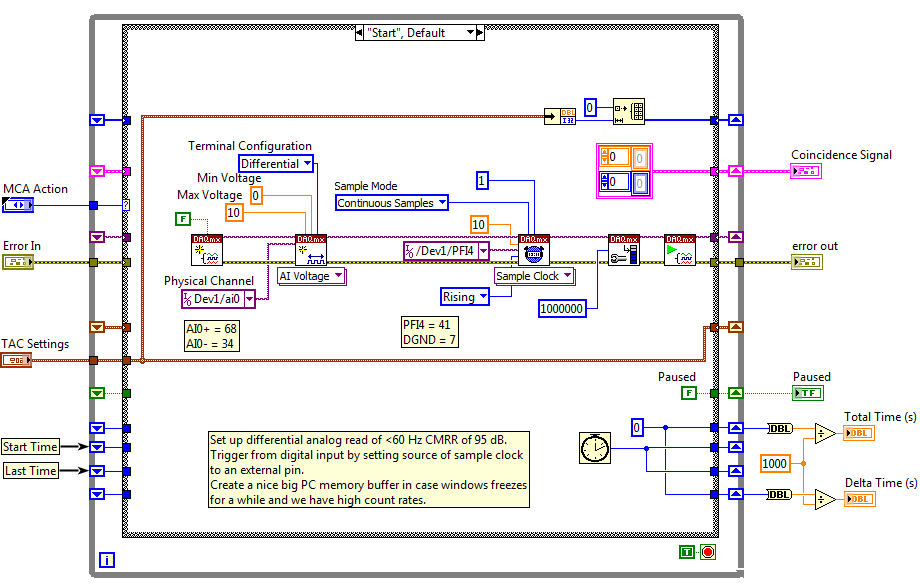 "Start", Default
DBL
I32
0
Terminal Configuration
Differential
Min Voltage
0
Max Voltage
10
F
Sample Mode
Continuous Samples
1
10
0
0
0
0
Coincidence Signal
MCA Action
?
Error In
error out
DAQmx
DAQmx
DAQmx
DAQmx
DAQmx
/Dev1/PFI4
Physical Channel
Dev1/ai0
AI Voltage
Sample Clock
Rising
1000000
AI0+ = 68
AI0- = 34
PFI4 = 41
DGND = 7
TAC Settings
Paused
F
Paused
TF
Total Time (s)
DBL
DBL
0
1000
Start Time
Last Time
Set up differential analog read of <60 Hz CMRR of 95 dB.
Trigger from digital input by setting source of sample clock
to an external pin.
Create a nice big PC memory buffer in case windows freezes
for a while and we have high count rates.
Delta Time (s)
DBL
DBL
i
T